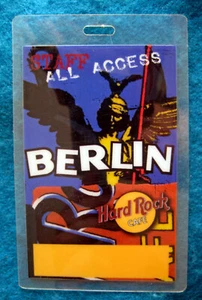 STAFF
ALL ACCESS
BERLIN
Hard Rock
CAFE